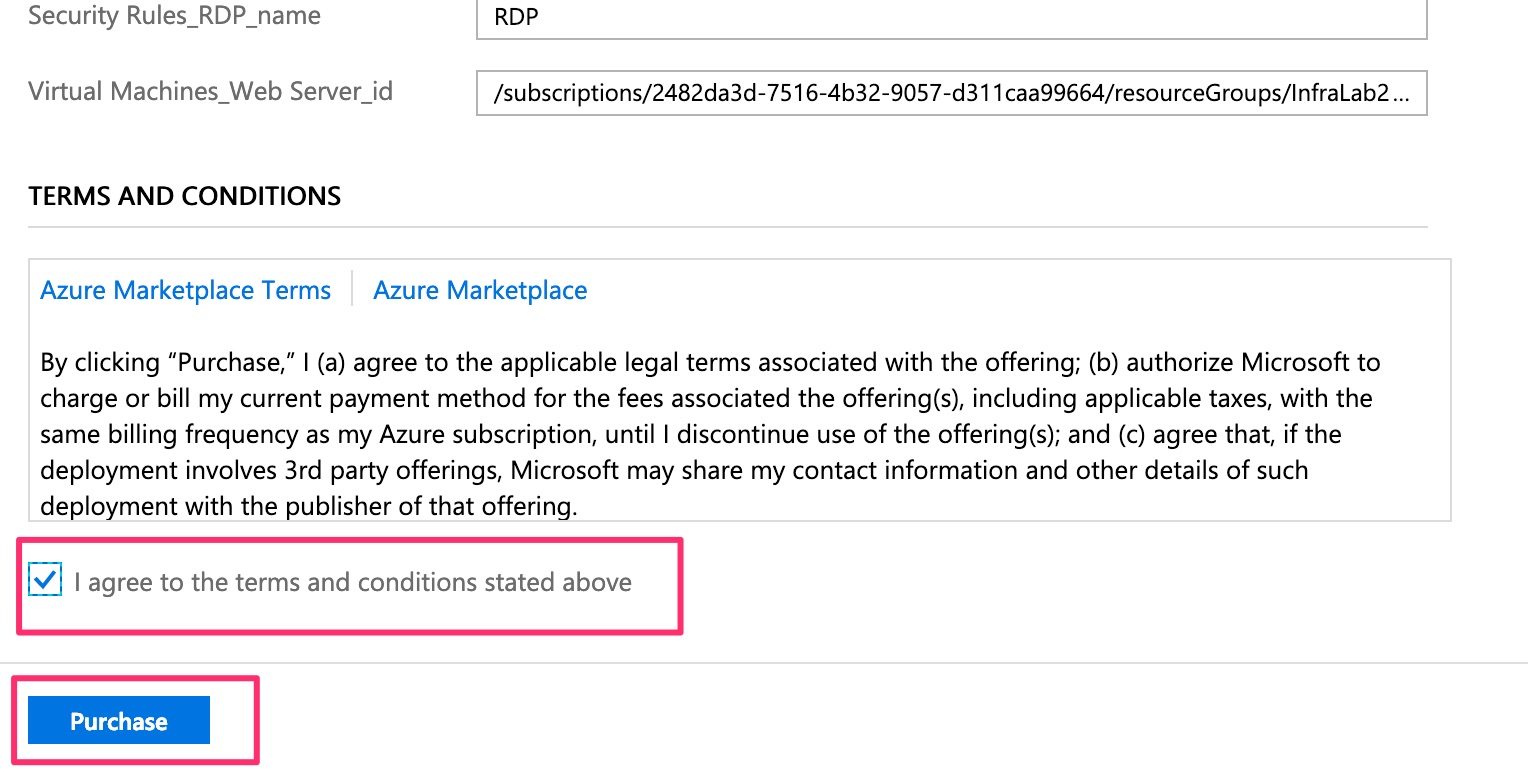 Security Rules_RDP_name
RDP
Virtual Machines_Web Server_id
/subscriptions/2482da3d-7516-4b32-9057-d311caa99664/resourceGroups/InfraLab2...
TERMS AND CONDITIONS
Azure Marketplace Terms
Azure Marketplace
By clicking “Purchase,” I (a) agree to the applicable legal terms associated with the offering; (b) authorize Microsoft to
charge or bill my current payment method for the fees associated the offering(s), including applicable taxes, with the
same billing frequency as my Azure subscription, until I discontinue use of the offering(s); and (c) agree that, if the
deployment involves 3rd party offerings, Microsoft may share my contact information and other details of such
deployment with the publisher of that offering.
I agree to the terms and conditions stated above
Purchase